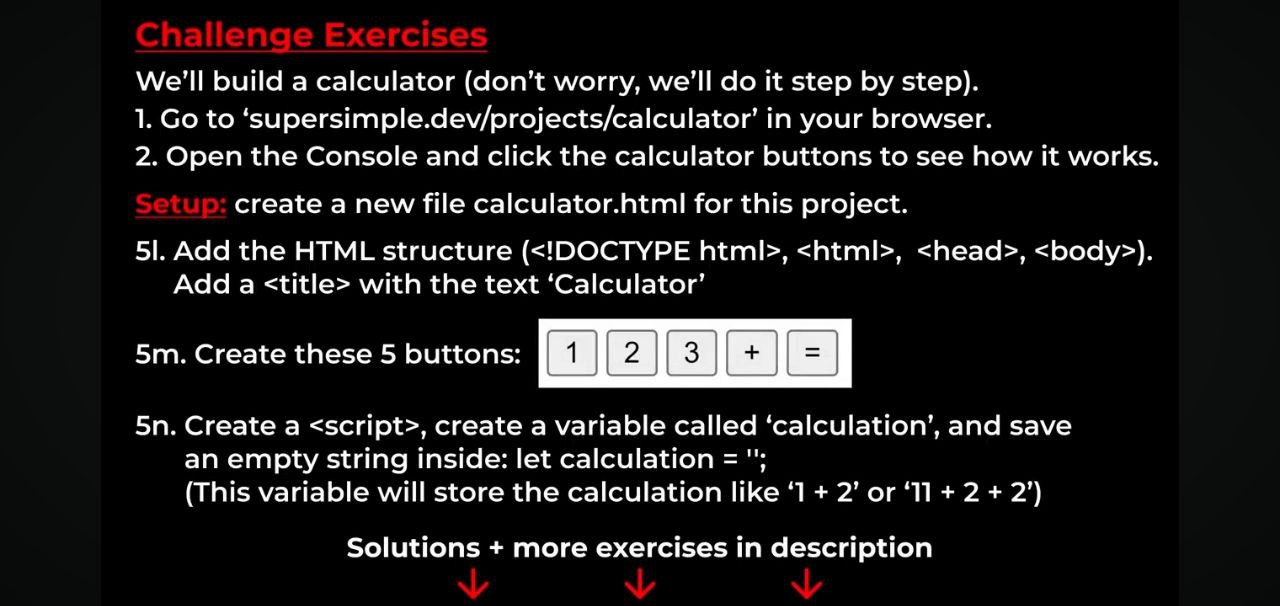 Challenge Exercises
We’ll build a calculator (don’t worry, we’ll do it step by step).
1. Go to ‘supersimple.dev/projects/calculator’ in your browser.
2. Open the Console and click the calculator buttons to see how it works.
Setup: create a new file calculator.html for this project.
5l. Add the HTML structure (<!DOCTYPE html>, <html>, <head>, <body>).
Add a <title> with the text ‘Calculator’
5m. Create these 5 buttons: 1 2 3 + =
5n. Create a <script>, create a variable called ‘calculation’, and save
an empty string inside: let calculation = '';
(This variable will store the calculation like ‘1 + 2’ or ‘11 + 2 + 2’)
Solutions + more exercises in description